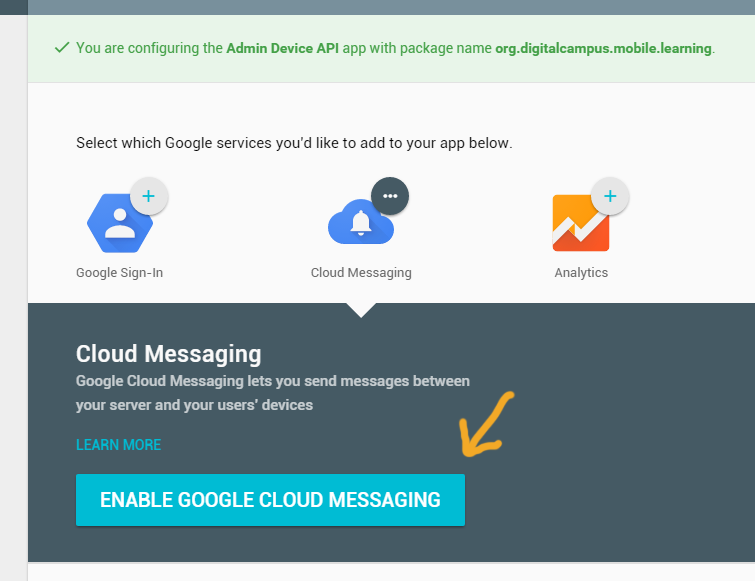 You are configuring the Admin Device API app with package name org.digitalcampus.mobile.learning.
Select which Google services you'd like to add to your app below.
Google Sign-In
Cloud Messaging
Analytics
Cloud Messaging
Google Cloud Messaging lets you send messages between
your server and your users' devices
LEARN MORE
ENABLE GOOGLE CLOUD MESSAGING